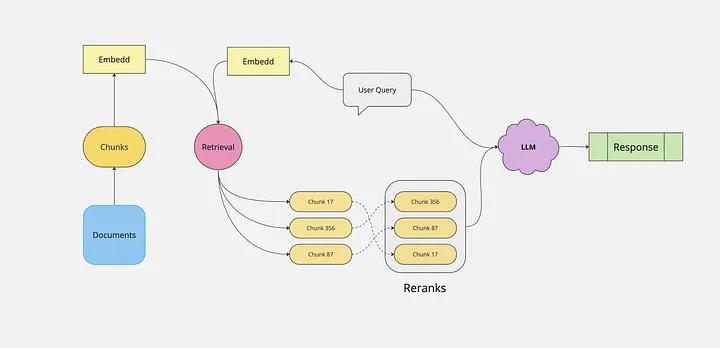 Embedd
Embedd
User Query
Chunks
Retrieval
LLM
Response
Documents
Chunk 17
Chunk 356
Chunk 87
Chunk 356
Chunk 87
Chunk 17
Reranks